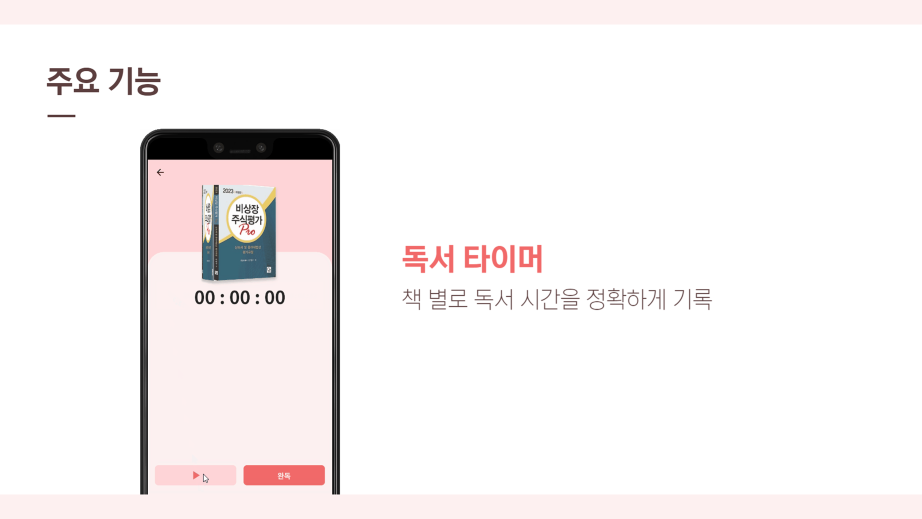 주요 기능
2023
비상장
주식평가
Pro
00 : 00 : 00
완독
독서 타이머
책 별로 독서 시간을 정확하게 기록